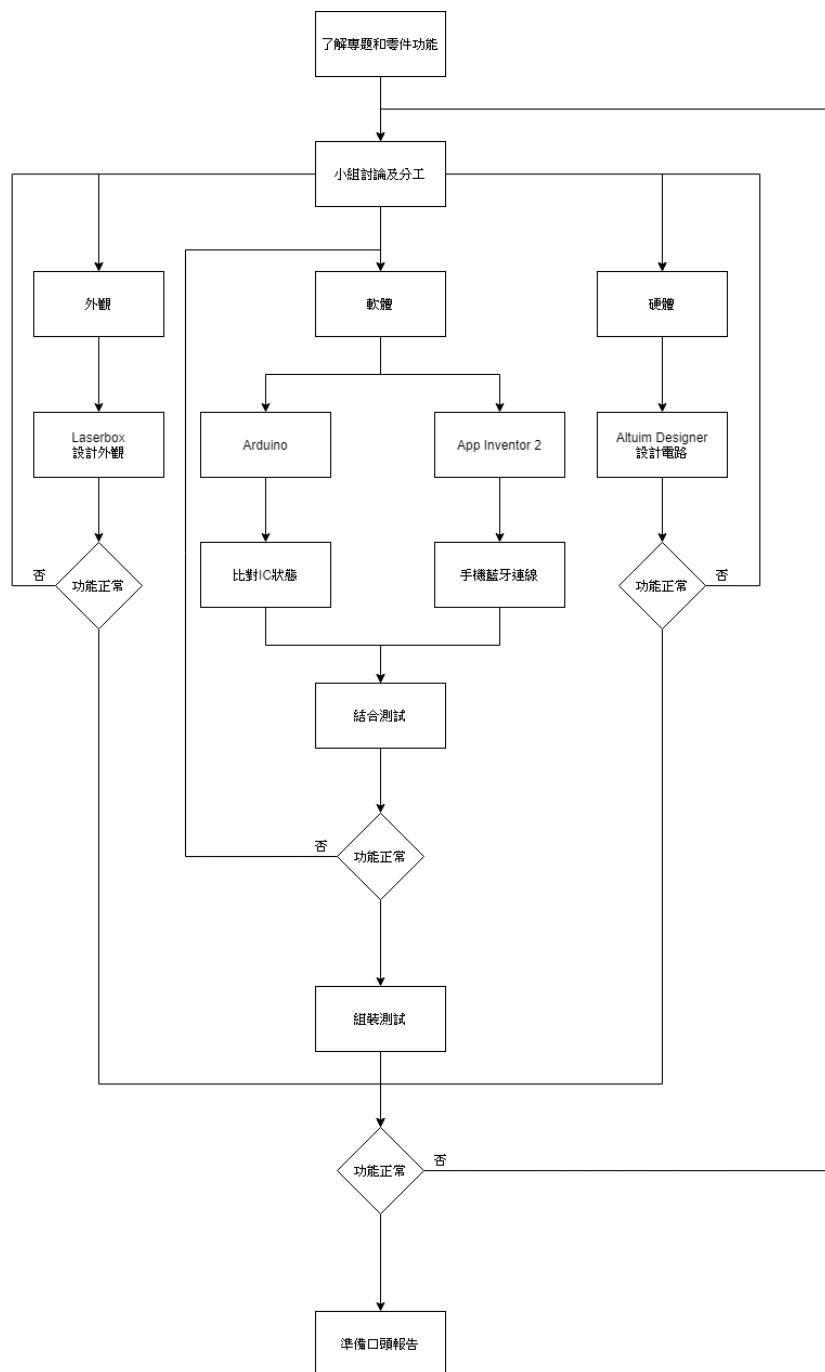 了解專題和零件功能
小組討論及分工
外觀
軟體
硬體
Laserbox
設計外觀
Arduino
App Inventor 2
Altuim Designer
設計電路
否
功能正常
比對IC狀態
手機藍牙連線
功能正常
否
結合測試
否
功能正常
組裝測試
功能正常
否
準備口頭報告